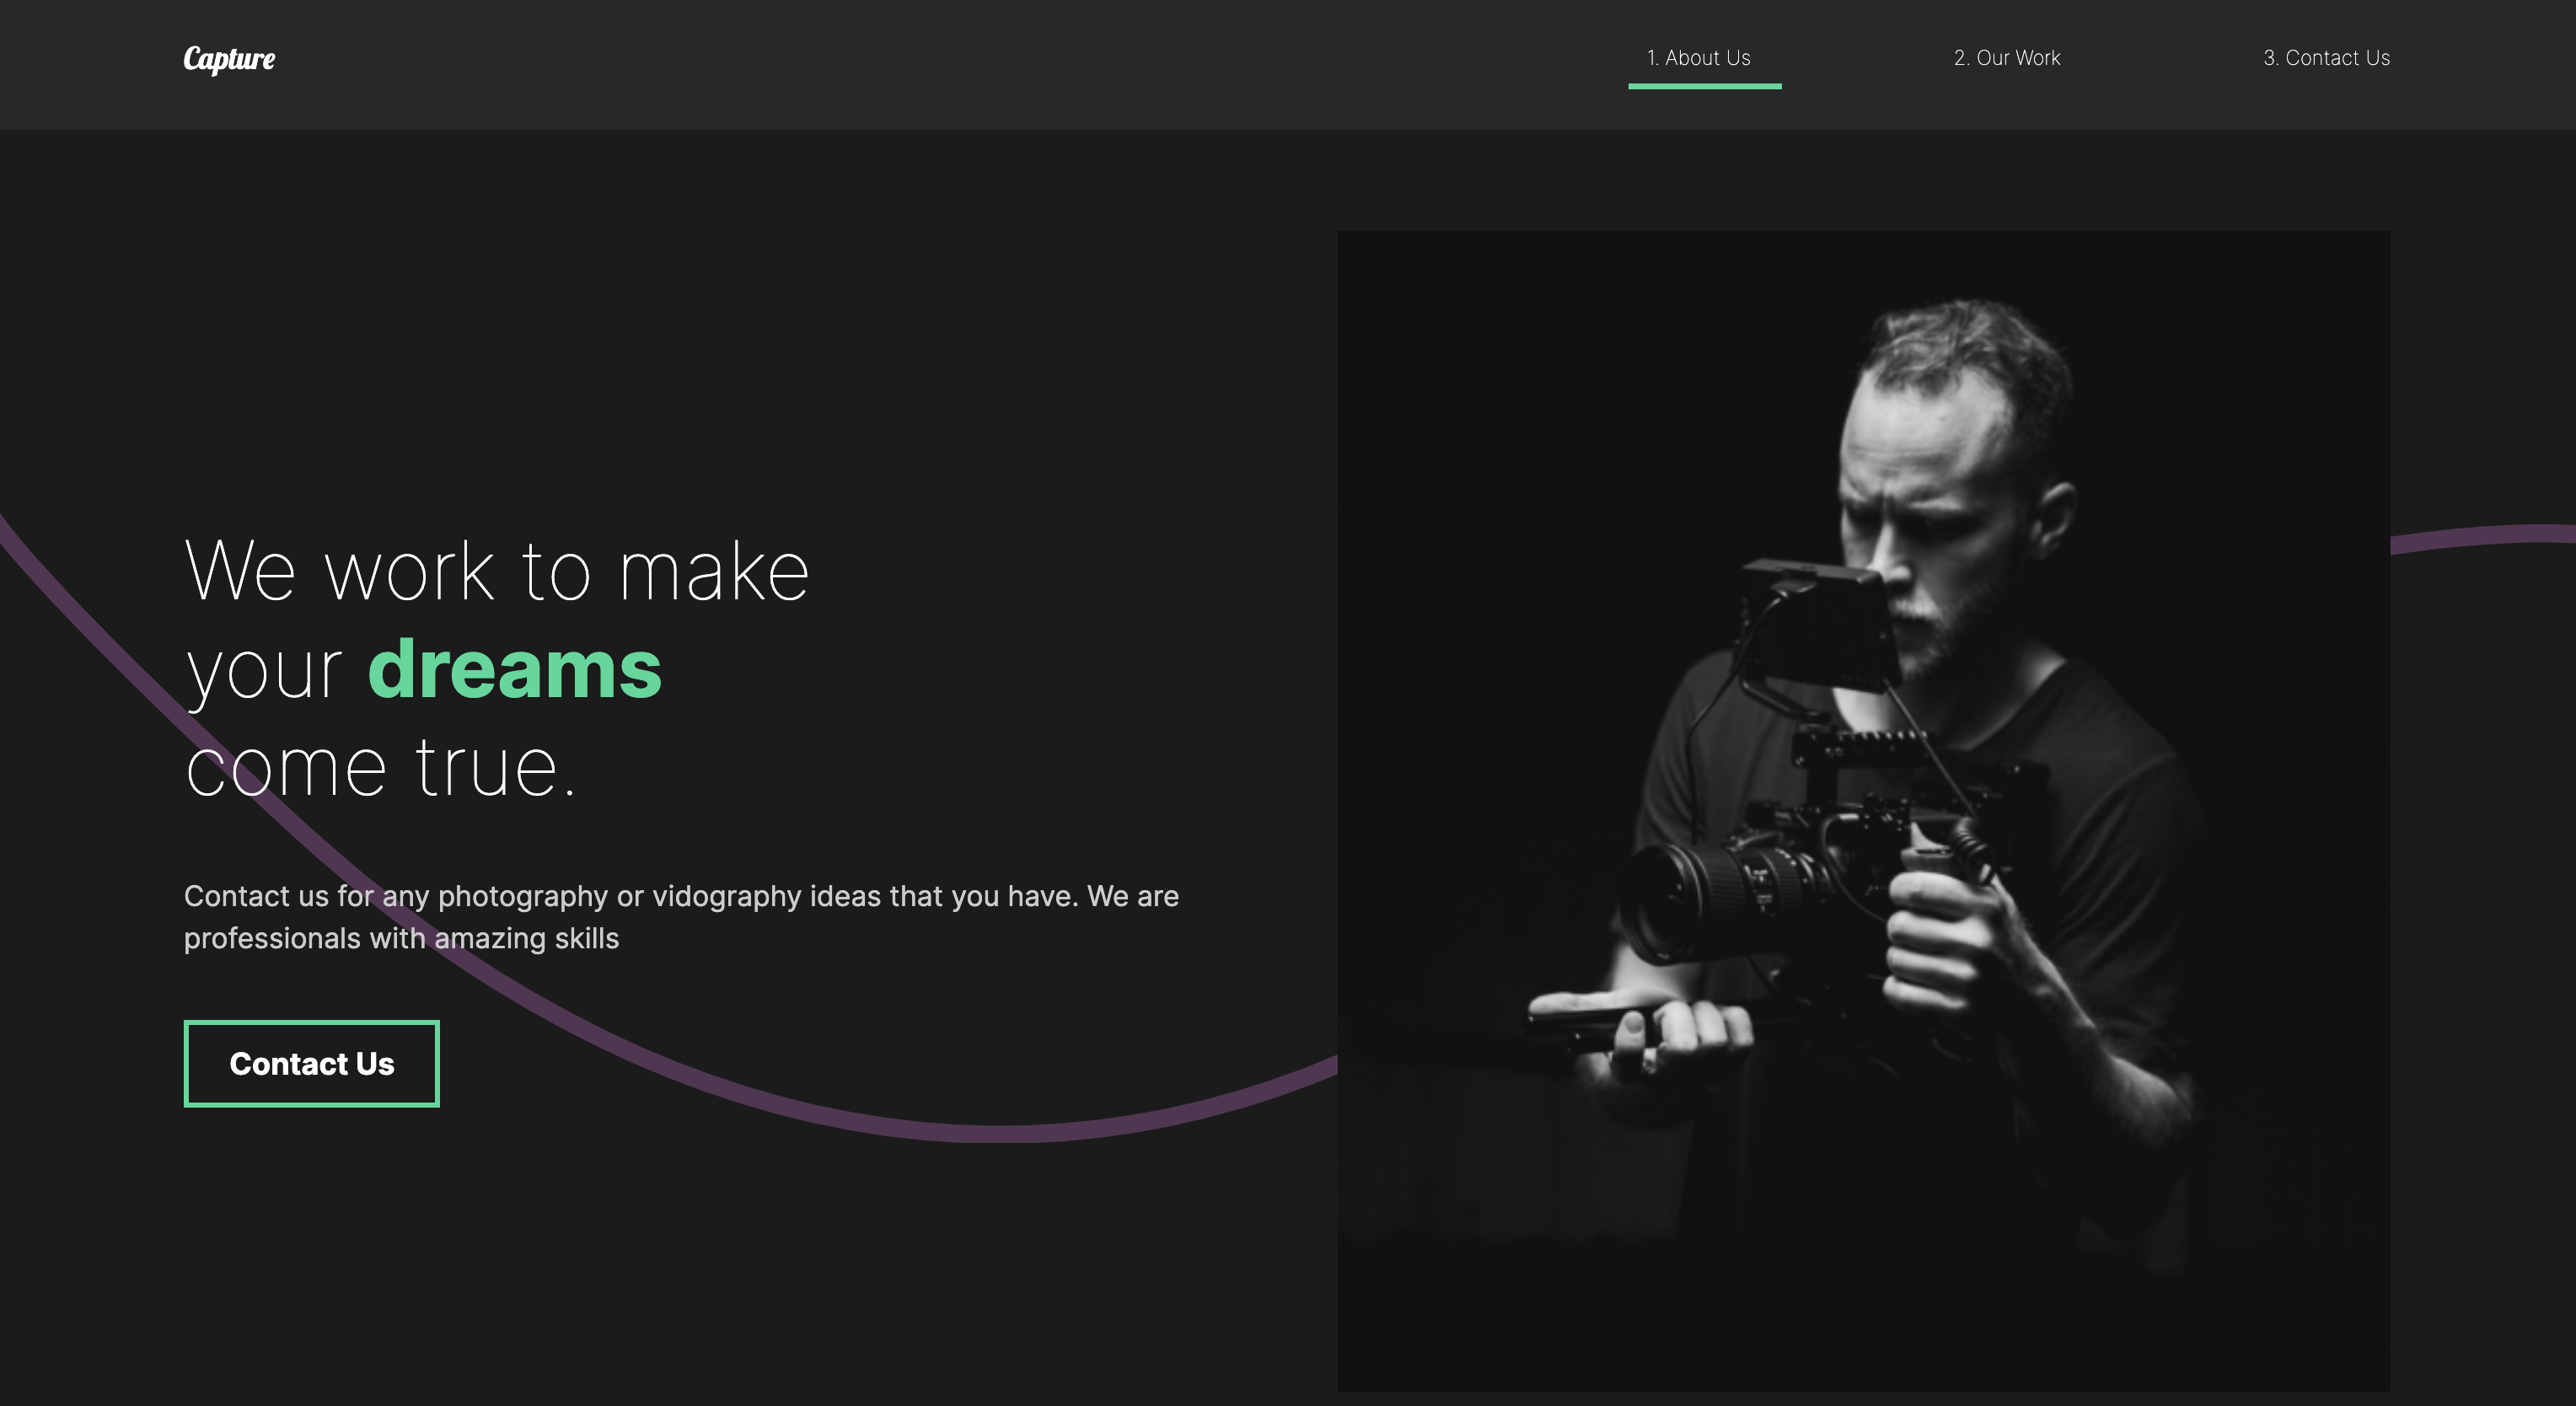 Capture
1. About Us
2. Our Work
3. Contact Us
We work to make
your dreams
come true.
Contact us for any photography or vidography ideas that you have. We are
professionals with amazing skills
Contact Us